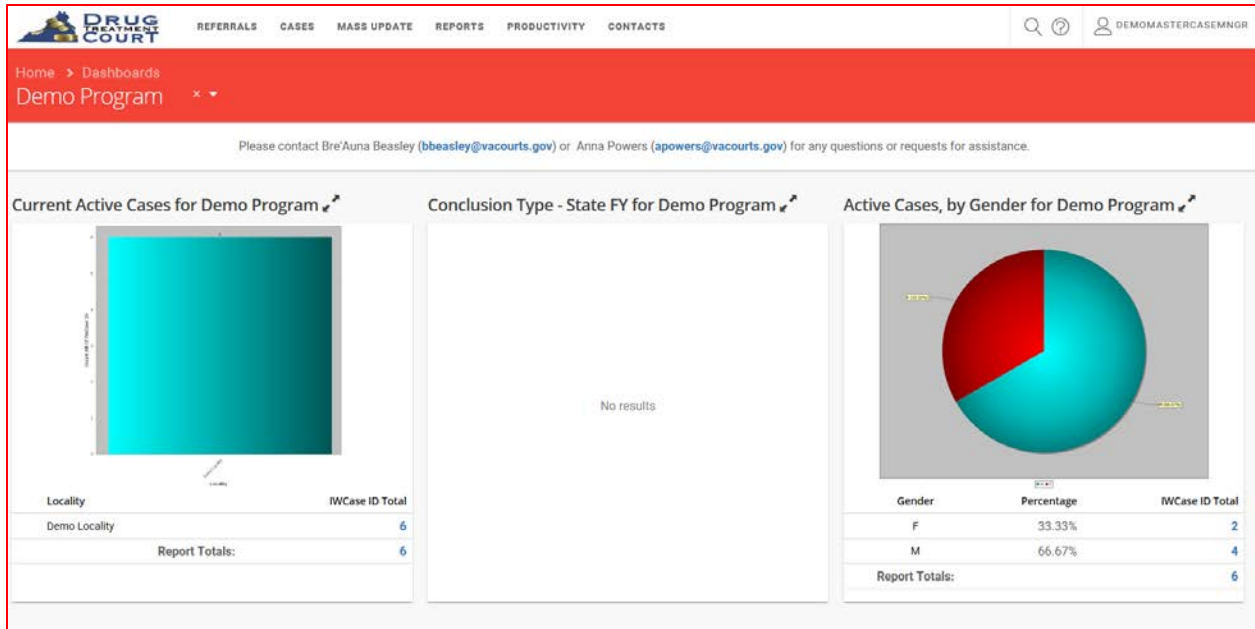 DRUG
TREATMENT
COURT
REFERRALS CASES MASS UPDATE REPORTS PRODUCTIVITY CONTACTS
DEMOMASTERCASEMNGR
Home > Dashboards
Demo Program × ▾
Please contact Bre'Auna Beasley (bbeasley@vacourts.gov) or Anna Powers (apowers@vacourts.gov) for any questions or requests for assistance.
Current Active Cases for Demo Program
Locality
Locality IWCase ID Total
Demo Locality 6
Report Totals: 6
Conclusion Type - State FY for Demo Program
No results
Active Cases, by Gender for Demo Program
Gender Percentage IWCase ID Total
F 33.33% 2
M 66.67% 4
Report Totals: 6